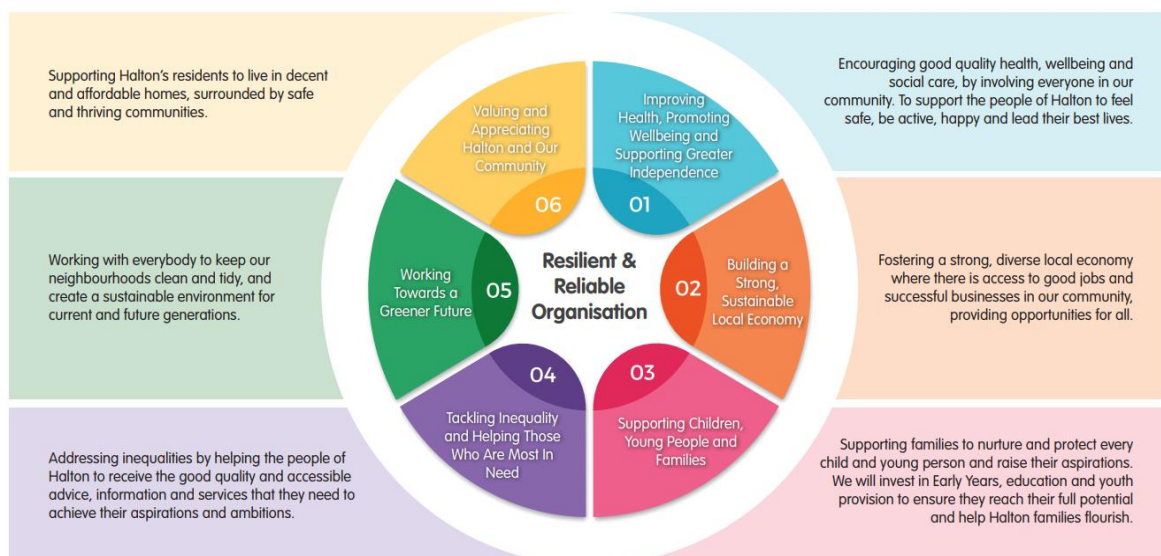 Supporting Halton's residents to live in decent
and affordable homes, surrounded by safe
and thriving communities.
Valuing and
Appreciating
Halton and Our
Community
06
Improving
Health, Promoting
Wellbeing and
Supporting Greater
Independence
01
Encouraging good quality health, wellbeing and
social care, by involving everyone in our
community. To support the people of Halton to feel
safe, be active, happy and lead their best lives.
Working with everybody to keep our
neighbourhoods clean and tidy, and
create a sustainable environment for
current and future generations.
Working
Towards a
Greener Future
05
Resilient &
Reliable
Organisation
02
Building a
Strong,
Sustainable
Local Economy
Fostering a strong, diverse local economy
where there is access to good jobs and
successful businesses in our community,
providing opportunities for all.
Addressing inequalities by helping the people of
Halton to receive the good quality and accessible
advice, information and services that they need to
achieve their aspirations and ambitions.
04
Tackling Inequality
and Helping Those
Who Are Most In
Need
03
Supporting Children,
Young People and
Families
Supporting families to nurture and protect every
child and young person and raise their aspirations.
We will invest in Early Years, education and youth
provision to ensure they reach their full potential
and help Halton families flourish.